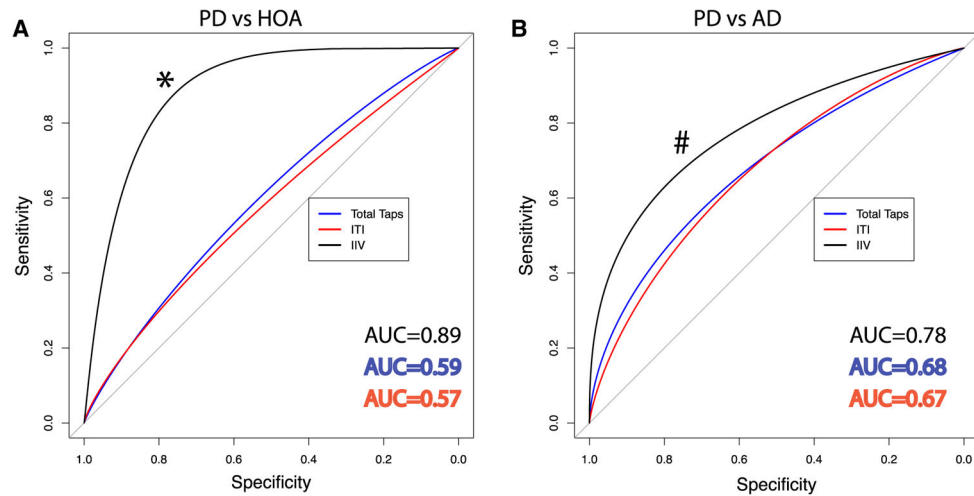 A
PD vs HOA
*
Sensitivity
1.0
0.8
0.6
0.4
0.2
0.0
Total Taps
ITI
IIV
AUC=0.89
AUC=0.59
AUC=0.57
1.0 0.8 0.6 0.4 0.2 0.0
Specificity
B
PD vs AD
#
Sensitivity
1.0
0.8
0.6
0.4
0.2
0.0
Total Taps
ITI
IIV
AUC=0.78
AUC=0.68
AUC=0.67
1.0 0.8 0.6 0.4 0.2 0.0
Specificity